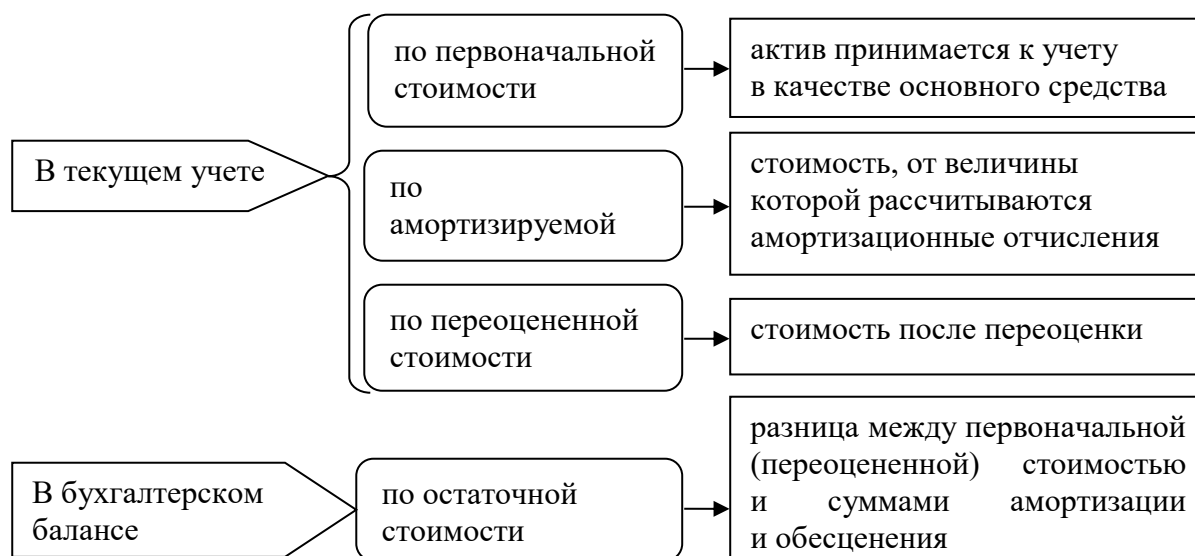 по первоначальной
стоимости
актив принимается к учету
в качестве основного средства
В текущем учете
по
амортизируемой
стоимость, от величины
которой рассчитываются
амортизационные отчисления
по переоцененной
стоимости
стоимость после переоценки
В бухгалтерском
балансе
по остаточной
стоимости
разница между первоначальной
(переоцененной) стоимостью
и суммами амортизации
и обесценения